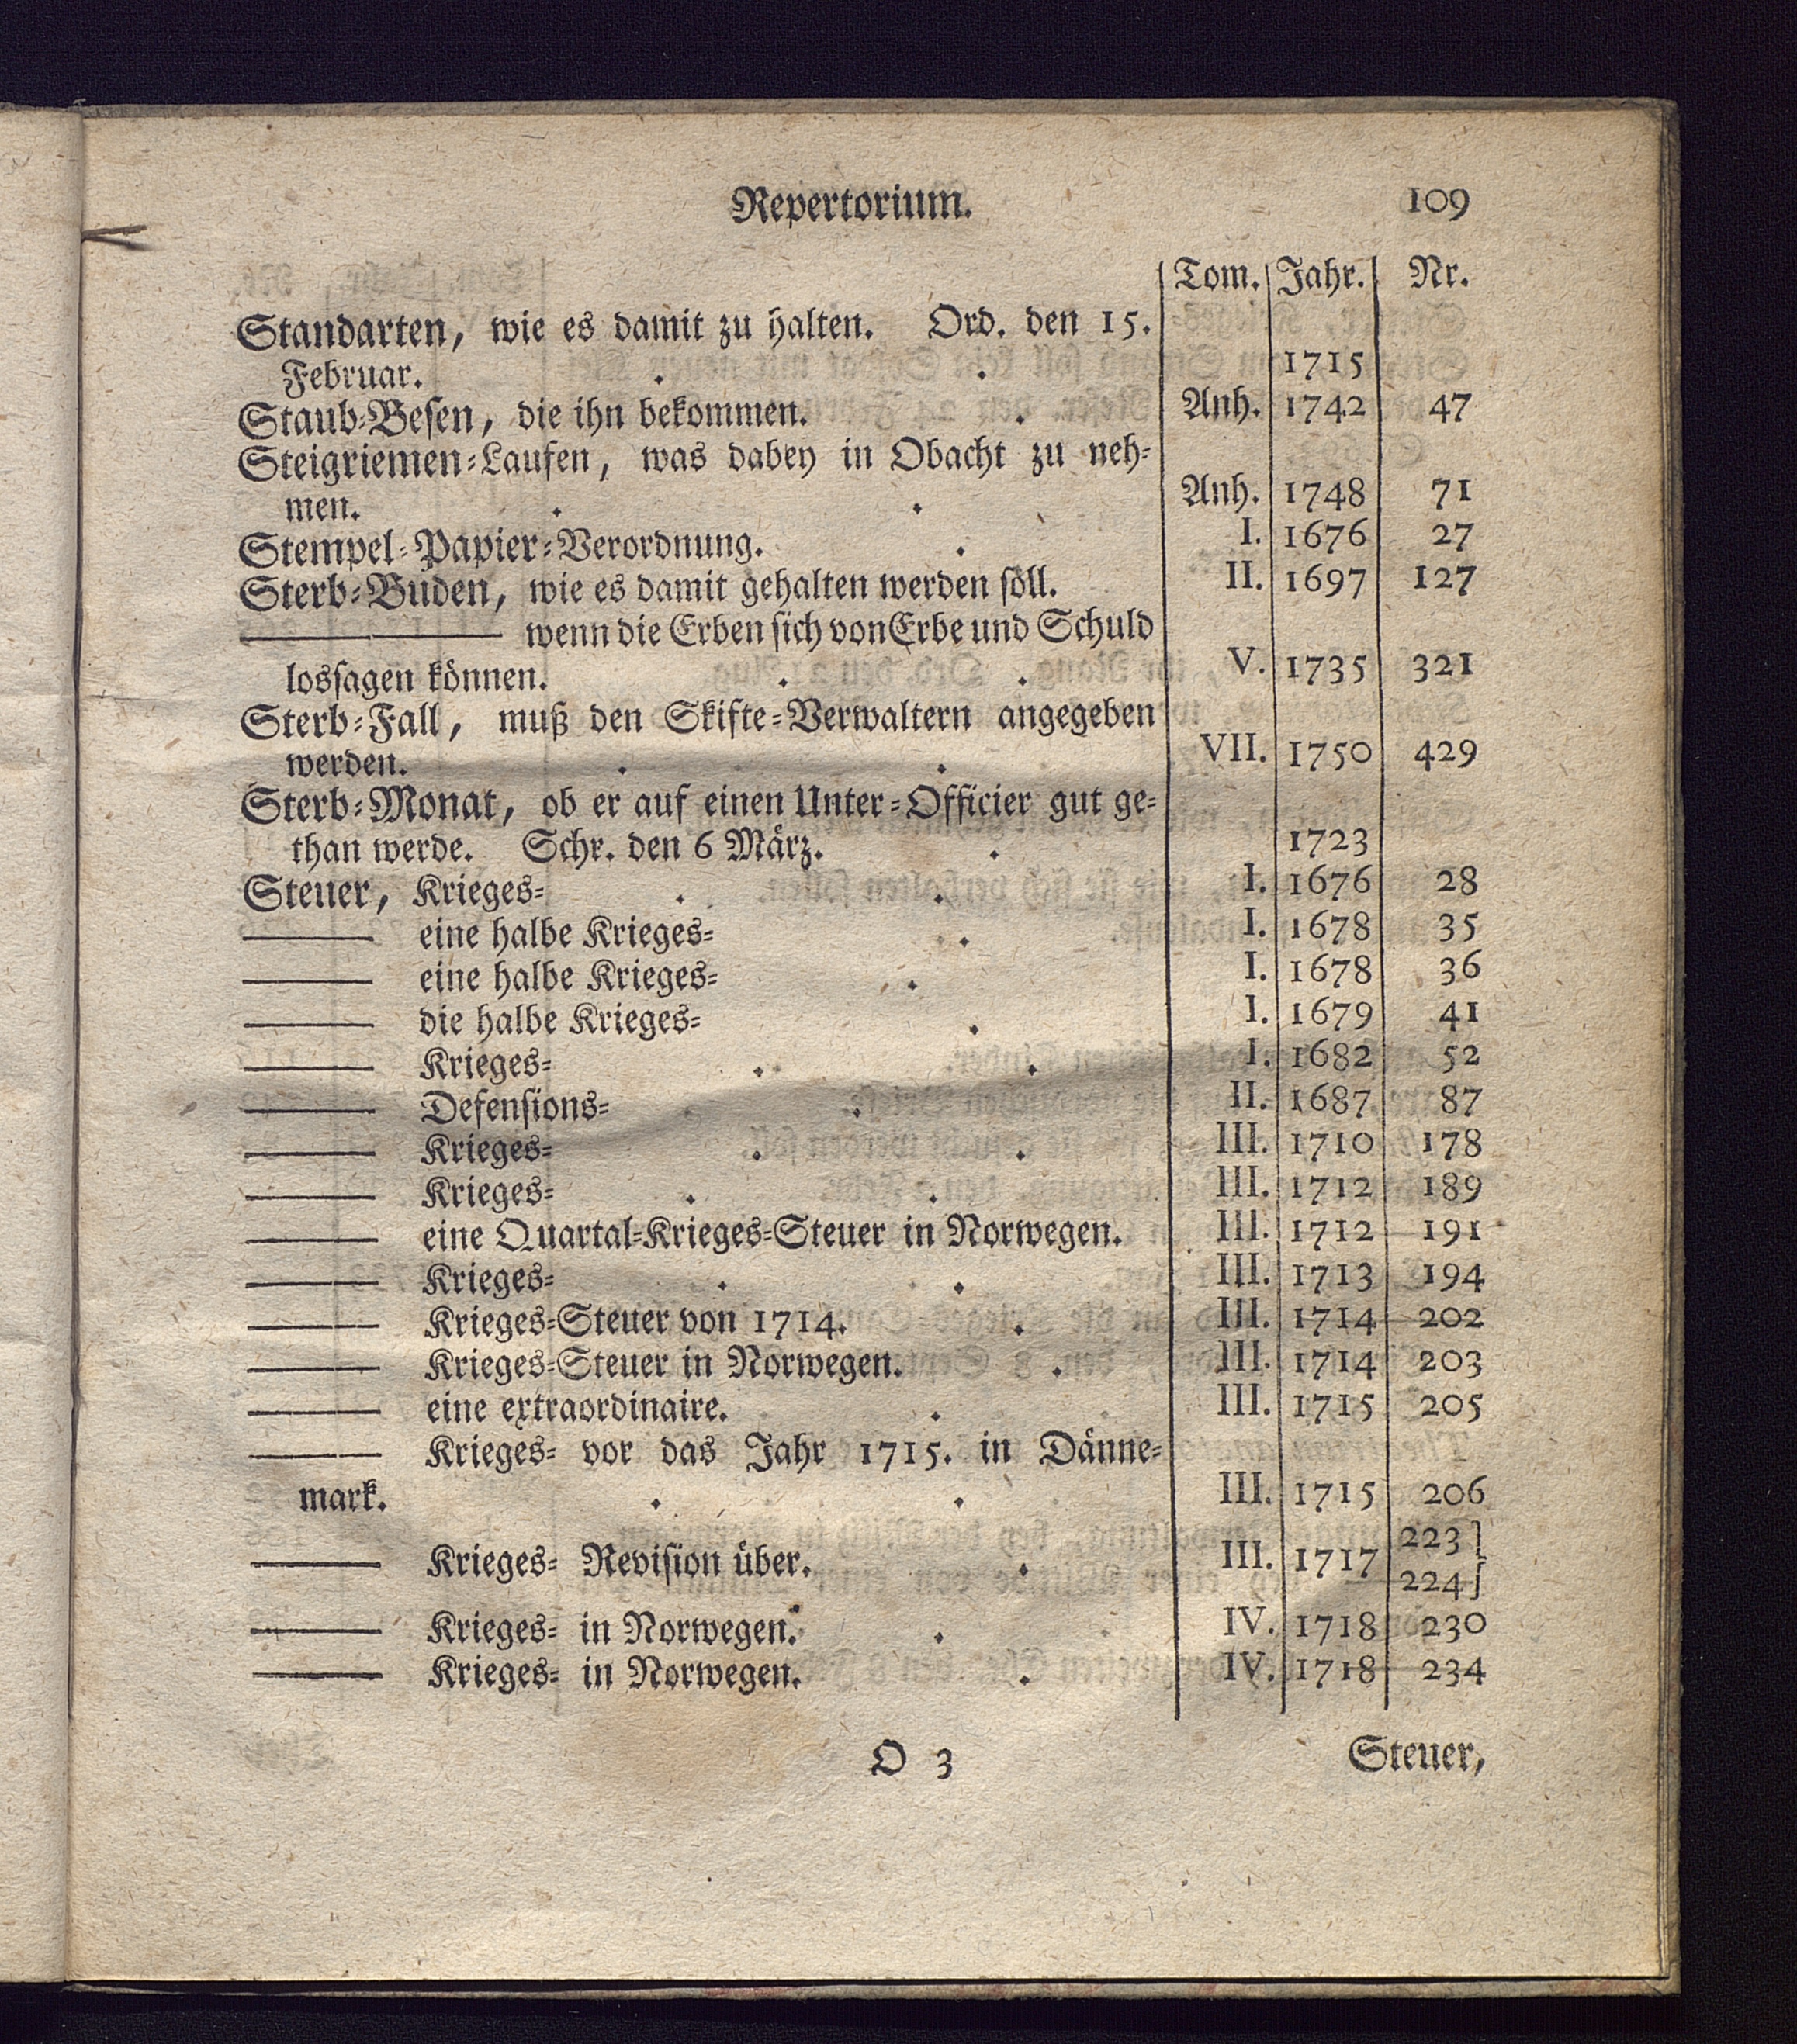 Repertorium. 109
Tom. Jahr. Nr.
Standarten, wie es damit zu halten. Ord. den 15.
Februar. 1715
Staub-Besen, die ihn bekommen. Anh. 1742 47
Steigriemen-Laufen, was dabey in Obacht zu neh-
men. Anh. 1748 71
Stempel-Papier-Verordnung. I. 1676 27
Sterb-Buden, wie es damit gehalten werden soll. II. 1697 127
—— wenn die Erben sich von Erbe und Schuld
lossagen können. V. 1735 321
Sterb-Fall, muß den Skifte-Verwaltern angegeben
werden. VII. 1750 429
Sterb-Monat, ob er auf einen Unter-Officier gut ge-
than werde. Schr. den 6 März. 1723
Steuer, Krieges- I. 1676 28
—— eine halbe Krieges- I. 1678 35
—— eine halbe Krieges- I. 1678 36
—— die halbe Krieges- I. 1679 41
—— Krieges- I. 1682 52
—— Defensions- II. 1687 87
—— Krieges- III. 1710 178
—— Krieges- III. 1712 189
—— eine Quartal-Krieges-Steuer in Norwegen. III. 1712 191
—— Krieges- III. 1713 194
—— Krieges-Steuer von 1714. III. 1714 202
—— Krieges-Steuer in Norwegen. III. 1714 203
—— eine extraordinaire. III. 1715 205
—— Krieges- vor das Jahr 1715. in Dänne-
mark. III. 1715 206
—— Krieges- Revision über. III. 1717 223 }
224 }
—— Krieges- in Norwegen. IV. 1718 230
—— Krieges- in Norwegen. IV. 1718 234
O 3 Steuer,